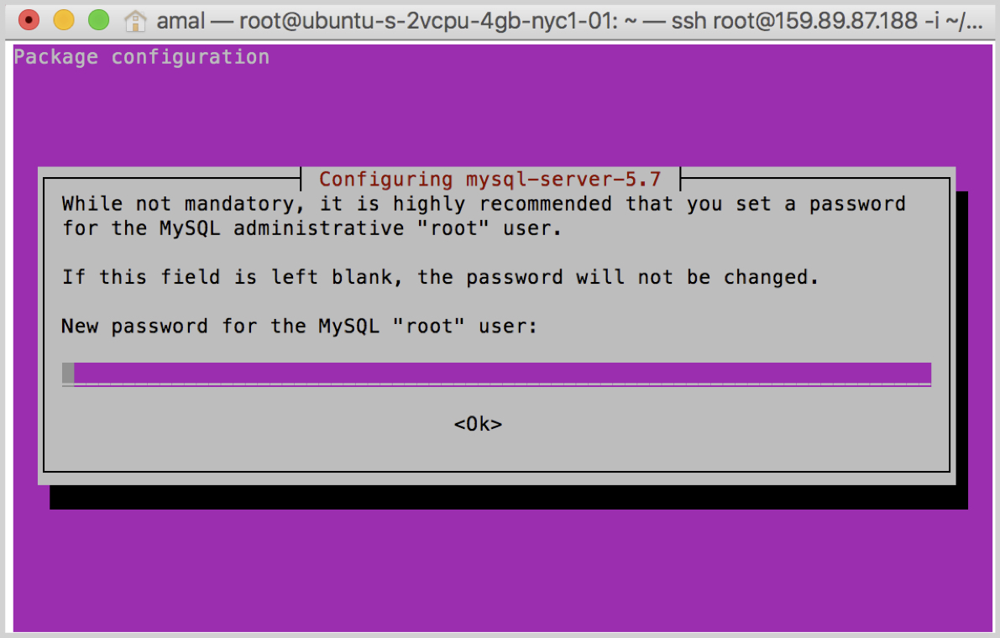 amal — root@ubuntu-s-2vcpu-4gb-nyc1-01: ~ — ssh root@159.89.87.188 -i ~/...
Package configuration
Configuring mysql-server-5.7
While not mandatory, it is highly recommended that you set a password
for the MySQL administrative "root" user.
If this field is left blank, the password will not be changed.
New password for the MySQL "root" user:
<Ok>